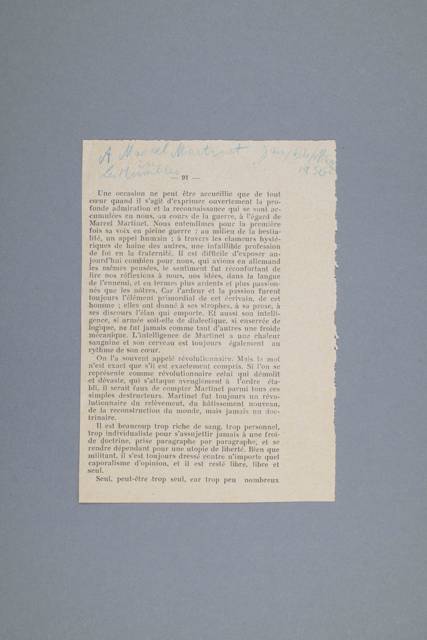 A Marcel Martinet
in
Les Humbles
1936
— 91 —
Une occasion ne peut être accueillie que de tout
cœur quand il s'agit d'exprimer ouvertement la pro-
fonde admiration et la reconnaissance qui se sont ac-
cumulées en nous, au cours de la guerre, à l'égard de
Marcel Martinet. Nous entendîmes pour la première
fois sa voix en pleine guerre ; au milieu de la bestia-
lité, un appel humain ; à travers les clameurs hysté-
riques de haine des autres, une infaillible profession
de foi en la fraternité. Il est difficile d'exposer au-
jourd'hui combien pour nous, qui avions en allemand
les mêmes pensées, le sentiment fut réconfortant de
lire nos réflexions à nous, nos idées, dans la langue
de l'ennemi, et en termes plus ardents et plus passion-
nés que les nôtres. Car l'ardeur et la passion furent
toujours l'élément primordial de cet écrivain, de cet
homme ; elles ont donné à ses strophes, à sa prose, à
ses discours l'élan qui emporte. Et aussi son intelli-
gence, si armée soit-elle de dialectique, si enserrée de
logique, ne fut jamais comme tant d'autres une froide
mécanique. L'intelligence de Martinet a une chaleur
sanguine et son cerveau est toujours également au
rythme de son cœur.
On l'a souvent appelé révolutionnaire. Mais le mot
n'est exact que s'il est exactement compris. Si l'on se
représente comme révolutionnaire celui qui démolit
et dévaste, qui s'attaque aveuglément à l'ordre éta-
bli, il serait faux de compter Martinet parmi tous ces
simples destructeurs. Martinet fut toujours un révo-
lutionnaire du relèvement, du bâtissement nouveau,
de la reconstruction du monde, mais jamais un doc-
trinaire.
Il est beaucoup trop riche de sang, trop personnel,
trop individualiste pour s'assujettir jamais à une froi-
de doctrine, prise paragraphe par paragraphe, et se
rendre dépendant pour une utopie de liberté. Bien que
militant, il s'est toujours dressé contre n'importe quel
caporalisme d'opinion, et il est resté libre, libre et
seul.
Seul, peut-être trop seul, car trop peu nombreux